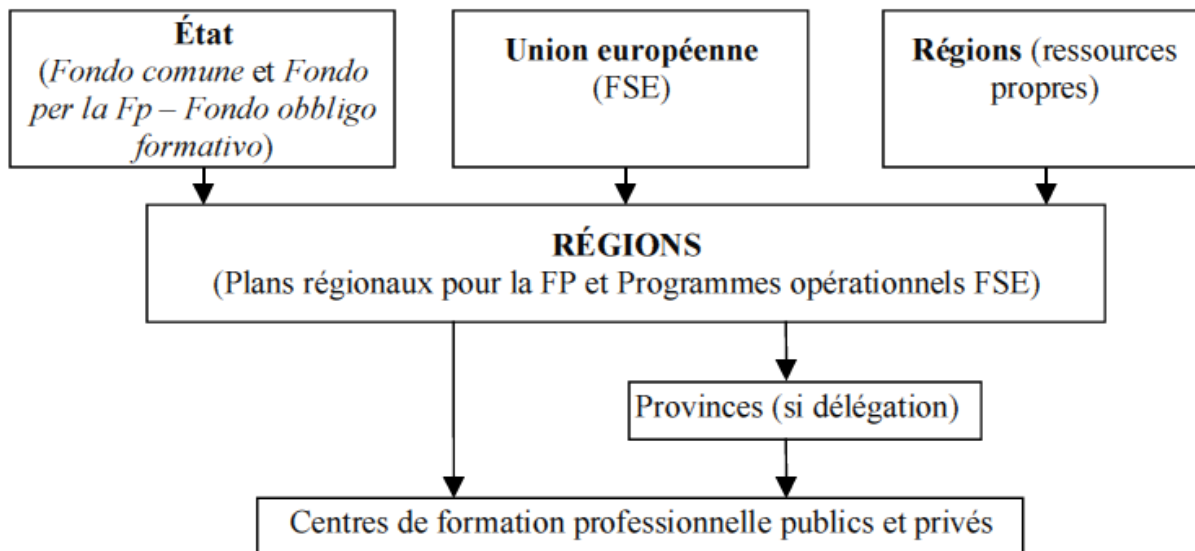 État
(Fondo comune et Fondo
per la Fp – Fondo obbligo
formativo)
Union européenne
(FSE)
Régions (ressources
propres)
RÉGIONS
(Plans régionaux pour la FP et Programmes opérationnels FSE)
Provinces (si délégation)
Centres de formation professionnelle publics et privés